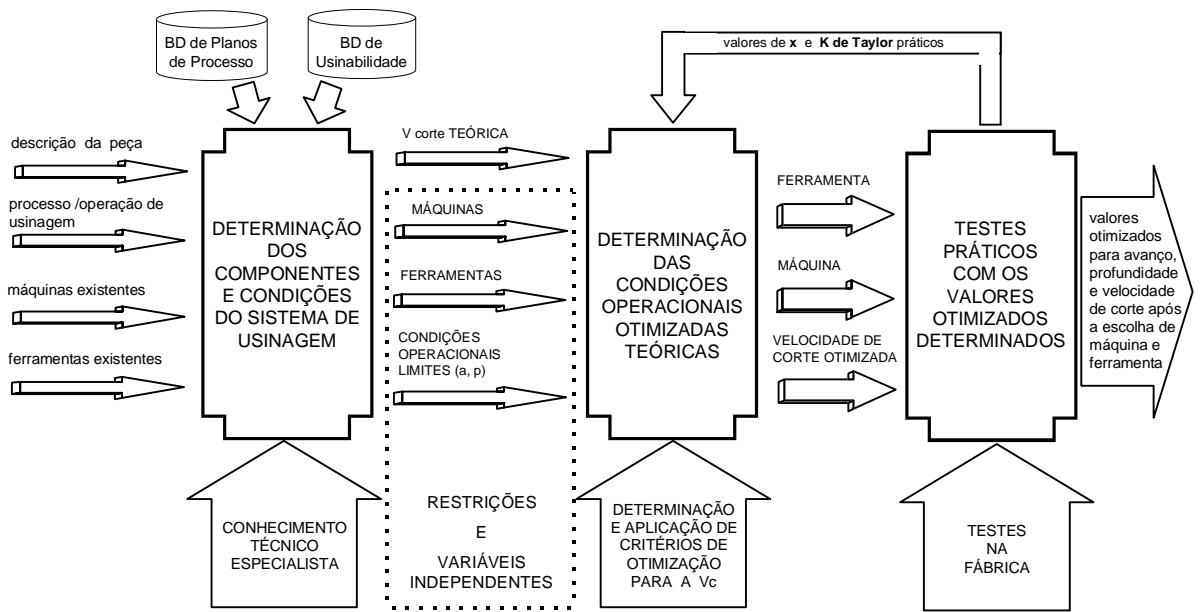 BD de Planos
de Processo
BD de
Usinabilidade
valores de x e K de Taylor práticos
descrição da peça
processo /operação de
usinagem
máquinas existentes
ferramentas existentes
DETERMINAÇÃO
DOS
COMPONENTES
E CONDIÇÕES
DO SISTEMA DE
USINAGEM
V corte TEÓRICA
MÁQUINAS
FERRAMENTAS
CONDIÇÕES
OPERACIONAIS
LIMITES (a, p)
RESTRIÇÕES
E
VARIÁVEIS
INDEPENDENTES
DETERMINAÇÃO
DAS
CONDIÇÕES
OPERACIONAIS
OTIMIZADAS
TEÓRICAS
FERRAMENTA
MÁQUINA
VELOCIDADE DE
CORTE OTIMIZADA
TESTES
PRÁTICOS
COM OS
VALORES
OTIMIZADOS
DETERMINADOS
valores
otimizados
para avanço,
profundidade
e velocidade
de corte após
a escolha de
máquina e
ferramenta
CONHECIMENTO
TÉCNICO
ESPECIALISTA
DETERMINAÇÃO
E APLICAÇÃO DE
CRITÉRIOS DE
OTIMIZAÇÃO
PARA A Vc
TESTES
NA
FÁBRICA